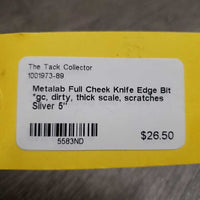 The Tack Collector
1001973-89
Metalab Full Cheek Knife Edge Bit
*gc, dirty, thick scale, scratches
Silver 5"
5583ND
$26.50